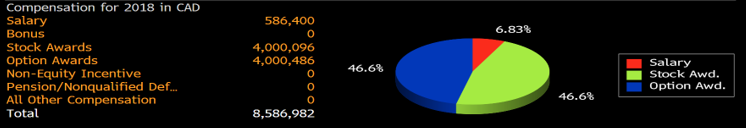 Compensation for 2018 in CAD
Salary 586,400
Bonus 0
Stock Awards 4,000,096
Option Awards 4,000,486
Non-Equity Incentive 0
Pension/Nonqualified Def… 0
All Other Compensation 0
Total 8,586,982
6.83%
46.6%
46.6%
Salary
Stock Awd.
Option Awd.